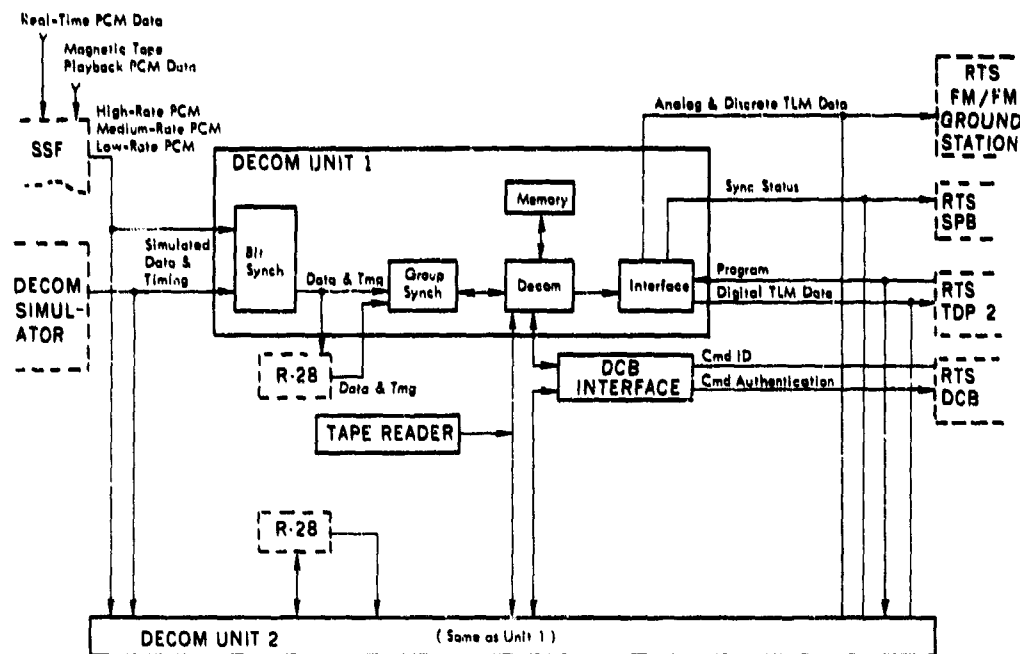 Real-Time PCM Data
Magnetic Tape
Playback PCM Data
High-Rate PCM
Medium-Rate PCM
Low-Rate PCM
SSF
DECOM UNIT 1
Analog & Discrete TLM Data
RTS
FM/FM
GROUND
STATION
Memory
Sync Status
RTS
SPB
DECOM
SIMUL-
ATOR
Simulated
Data &
Timing
Bit
Synch
Data & Tmg
Group
Synch
Decom
Interface
Program
Digital TLM Data
RTS
TDP 2
R-28
Data & Tmg
DCB
INTERFACE
Cmd ID
Cmd Authentication
RTS
DCB
TAPE READER
R-28
DECOM UNIT 2
(Same as Unit 1)